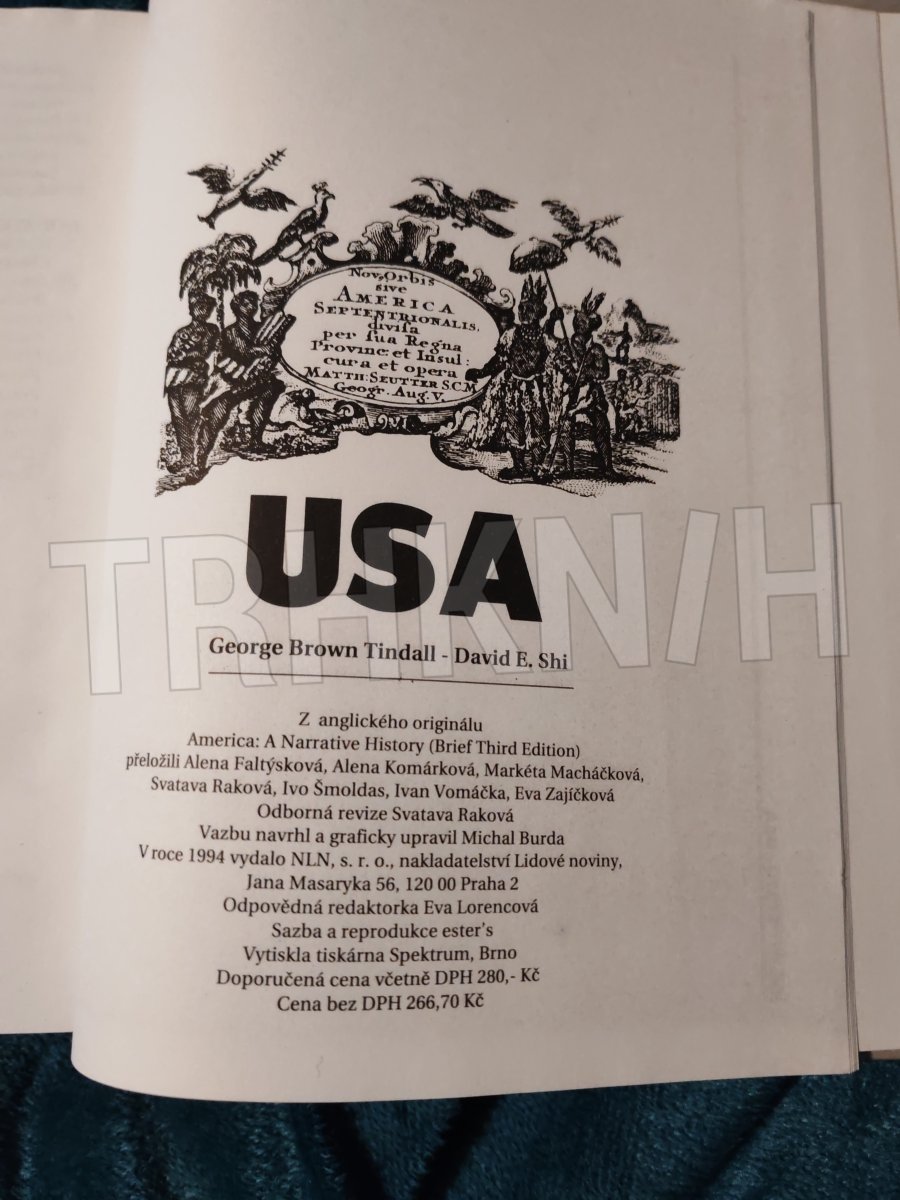 Nov, Orbis
sive
AMERICA
SEPTENTRIONALIS,
divisa
per sua Regna
Provinc: et Insul:
cura et opera
MATTH: SEUTTER SCM
Geogr. Aug. V.
USA
TRHKN/H
George Brown Tindall - David E. Shi
Z anglického originálu
America: A Narrative History (Brief Third Edition)
přeložili Alena Faltýsková, Alena Komárková, Markéta Macháčková,
Svatava Raková, Ivo Šmoldas, Ivan Vomáčka, Eva Zajíčková
Odborná revize Svatava Raková
Vazbu navrhl a graficky upravil Michal Burda
V roce 1994 vydalo NLN, s. r. o., nakladatelství Lidové noviny,
Jana Masaryka 56, 120 00 Praha 2
Odpovědná redaktorka Eva Lorencová
Sazba a reprodukce ester's
Vytiskla tiskárna Spektrum, Brno
Doporučená cena včetně DPH 280,- Kč
Cena bez DPH 266,70 Kč